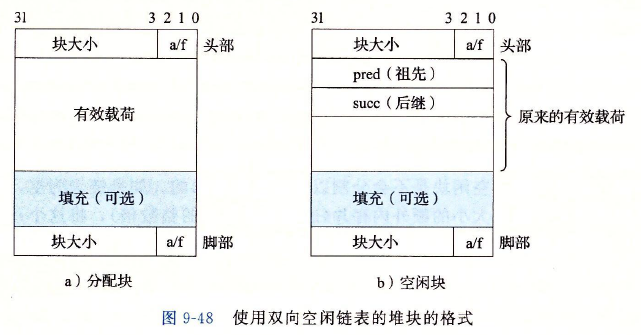 31 3 2 1 0
块大小 a/f 头部
有效载荷
填充（可选）
块大小 a/f 脚部
a）分配块
31 3 2 1 0
块大小 a/f 头部
pred（祖先）
succ（后继）
原来的有效载荷
填充（可选）
块大小 a/f 脚部
b）空闲块
图 9-48 使用双向空闲链表的堆块的格式